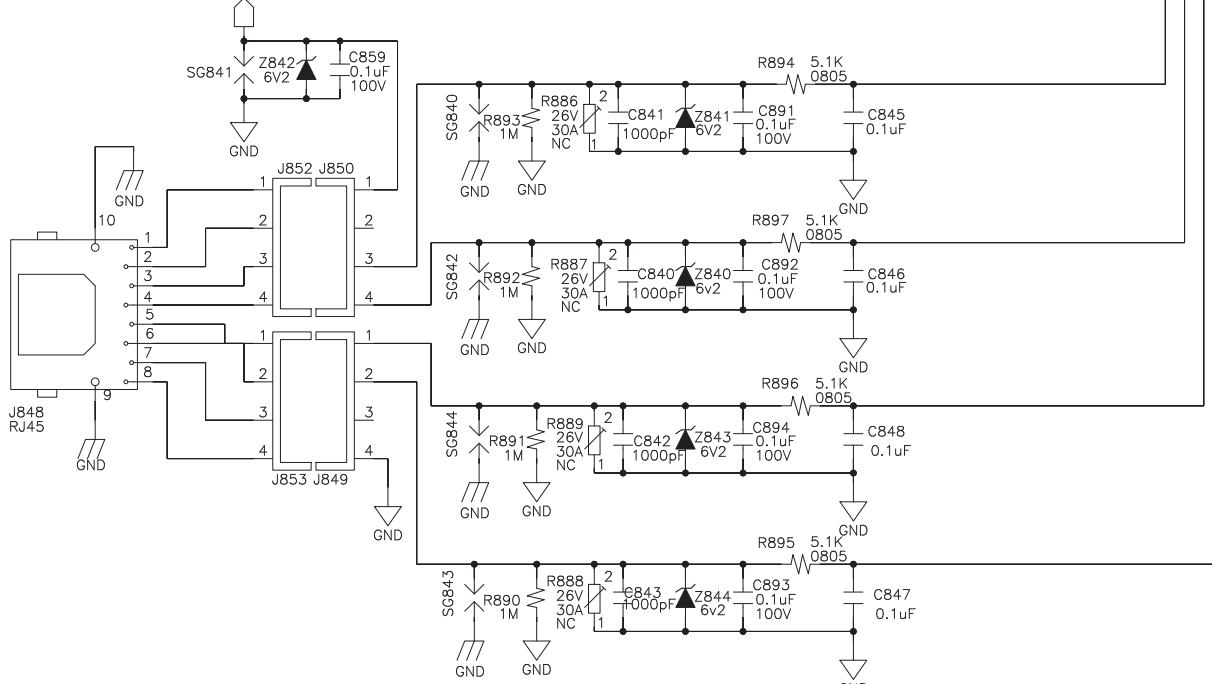 SG841
Z842
6V2
C859
0.1uF
100V
GND
GND
10
J852 J850
1
2
3
4
1
2
3
4
1
2
3
4
5
6
7
8
9
J848
RJ45
GND
1
2
3
4
1
2
3
4
J853 J849
GND
SG840
R893
1M
R886
26V
30A
NC
2
1
C841
1000pF
Z841
6V2
C891
0.1uF
100V
R894
5.1K
0805
C845
0.1uF
GND
GND
GND
SG842
R892
1M
R887
26V
30A
NC
2
1
C840
1000pF
Z840
6v2
C892
0.1uF
100V
R897
5.1K
0805
C846
0.1uF
GND
GND
GND
SG844
R891
1M
R889
26V
30A
NC
2
1
C842
1000pF
Z843
6V2
C894
0.1uF
100V
R896
5.1K
0805
C848
0.1uF
GND
GND
GND
SG843
R890
1M
R888
26V
30A
NC
2
1
C843
1000pF
Z844
6v2
C893
0.1uF
100V
R895
5.1K
0805
C847
0.1uF
GND
GND